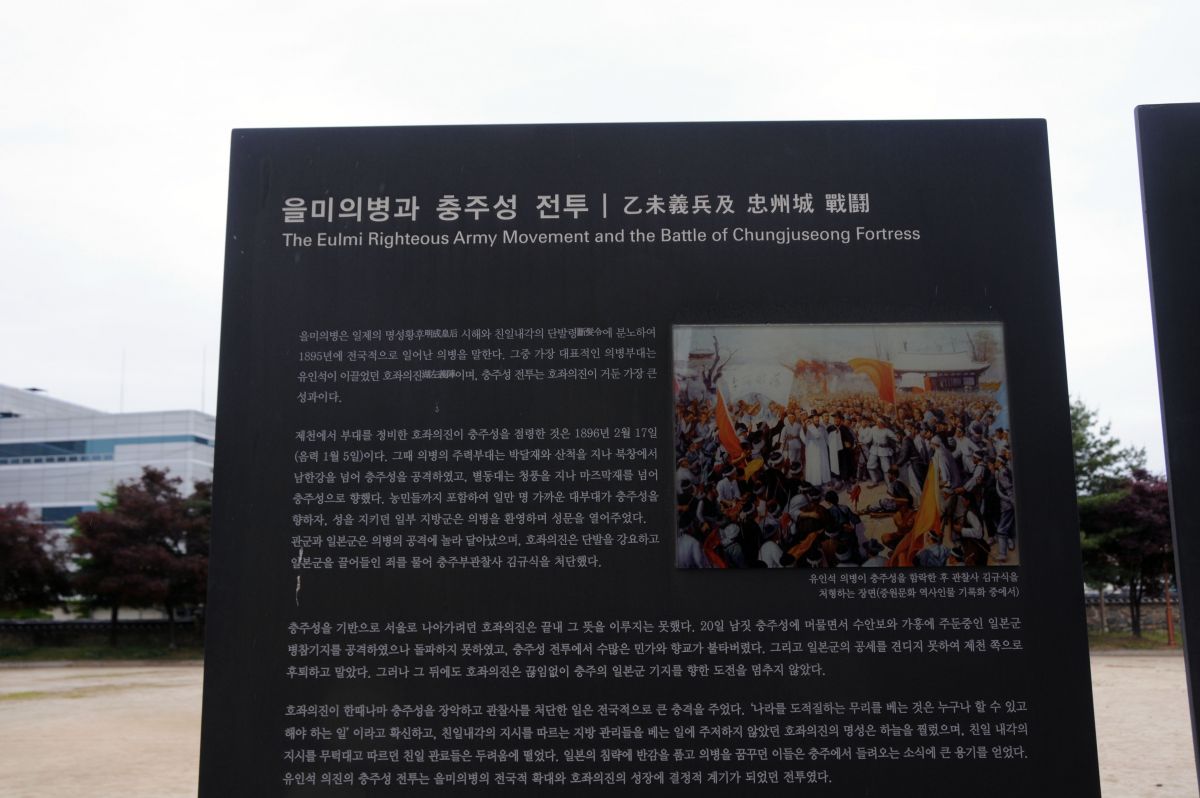 을미의병과 충주성 전투 | 乙未義兵及 忠州城 戰鬪
The Eulmi Righteous Army Movement and the Battle of Chungjuseong Fortress
을미의병은 일제의 명성황후明成皇后 시해와 친일내각의 단발령斷髮令에 분노하여
1895년에 전국적으로 일어난 의병을 말한다. 그중 가장 대표적인 의병부대는
유인석이 이끌었던 호좌의진湖左義陣이며, 충주성 전투는 호좌의진이 거둔 가장 큰
성과이다.
제천에서 부대를 정비한 호좌의진이 충주성을 점령한 것은 1896년 2월 17일
(음력 1월 5일)이다. 그때 의병의 주력부대는 박달재와 산척을 지나 북창에서
남한강을 넘어 충주성을 공격하였고, 별동대는 청풍을 지나 마즈막재를 넘어
충주성으로 향했다. 농민들까지 포함하여 일만 명 가까운 대부대가 충주성을
향하자, 성을 지키던 일부 지방군은 의병을 환영하며 성문을 열어주었다.
관군과 일본군은 의병의 공격에 놀라 달아났으며, 호좌의진은 단발을 강요하고
일본군을 끌어들인 죄를 물어 충주부관찰사 김규식을 처단했다.
유인석 의병이 충주성을 함락한 후 관찰사 김규식을
처형하는 장면(중원문화 역사인물 기록화 중에서)
충주성을 기반으로 서울로 나아가려던 호좌의진은 끝내 그 뜻을 이루지는 못했다. 20일 남짓 충주성에 머물면서 수안보와 가흥에 주둔중인 일본군
병참기지를 공격하였으나 돌파하지 못하였고, 충주성 전투에서 수많은 민가와 향교가 불타버렸다. 그리고 일본군의 공세를 견디지 못하여 제천 쪽으로
후퇴하고 말았다. 그러나 그 뒤에도 호좌의진은 끊임없이 충주의 일본군 기지를 향한 도전을 멈추지 않았다.
호좌의진이 한때나마 충주성을 장악하고 관찰사를 처단한 일은 전국적으로 큰 충격을 주었다. '나라를 도적질하는 무리를 베는 것은 누구나 할 수 있고
해야 하는 일' 이라고 확신하고, 친일내각의 지시를 따르는 지방 관리들을 베는 일에 주저하지 않았던 호좌의진의 명성은 하늘을 찔렀으며, 친일 내각의
지시를 무턱대고 따르던 친일 관료들은 두려움에 떨었다. 일본의 침략에 반감을 품고 의병을 꿈꾸던 이들은 충주에서 들려오는 소식에 큰 용기를 얻었다.
유인석 의진의 충주성 전투는 을미의병의 전국적 확대와 호좌의진의 성장에 결정적 계기가 되었던 전투였다.